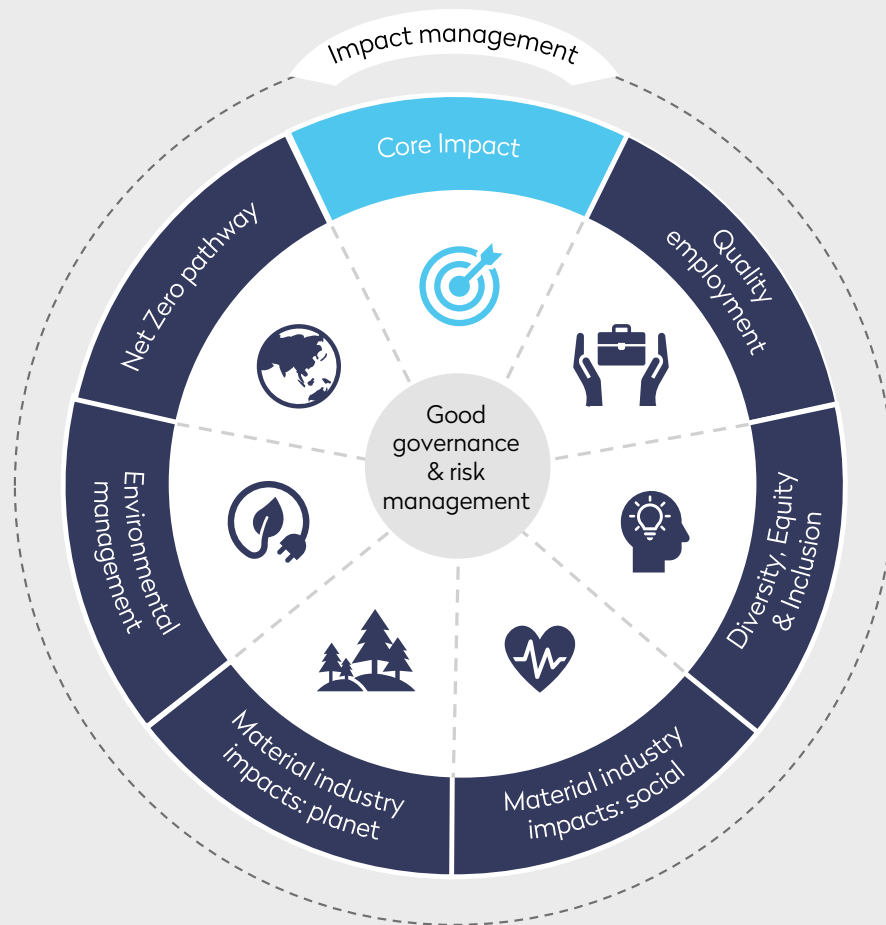 Impact management
Core Impact
Quality
employment
Diversity, Equity
& Inclusion
Material industry
impacts: social
Material industry
impacts: planet
Environmental
management
Net Zero pathway
Good
governance
& risk
management